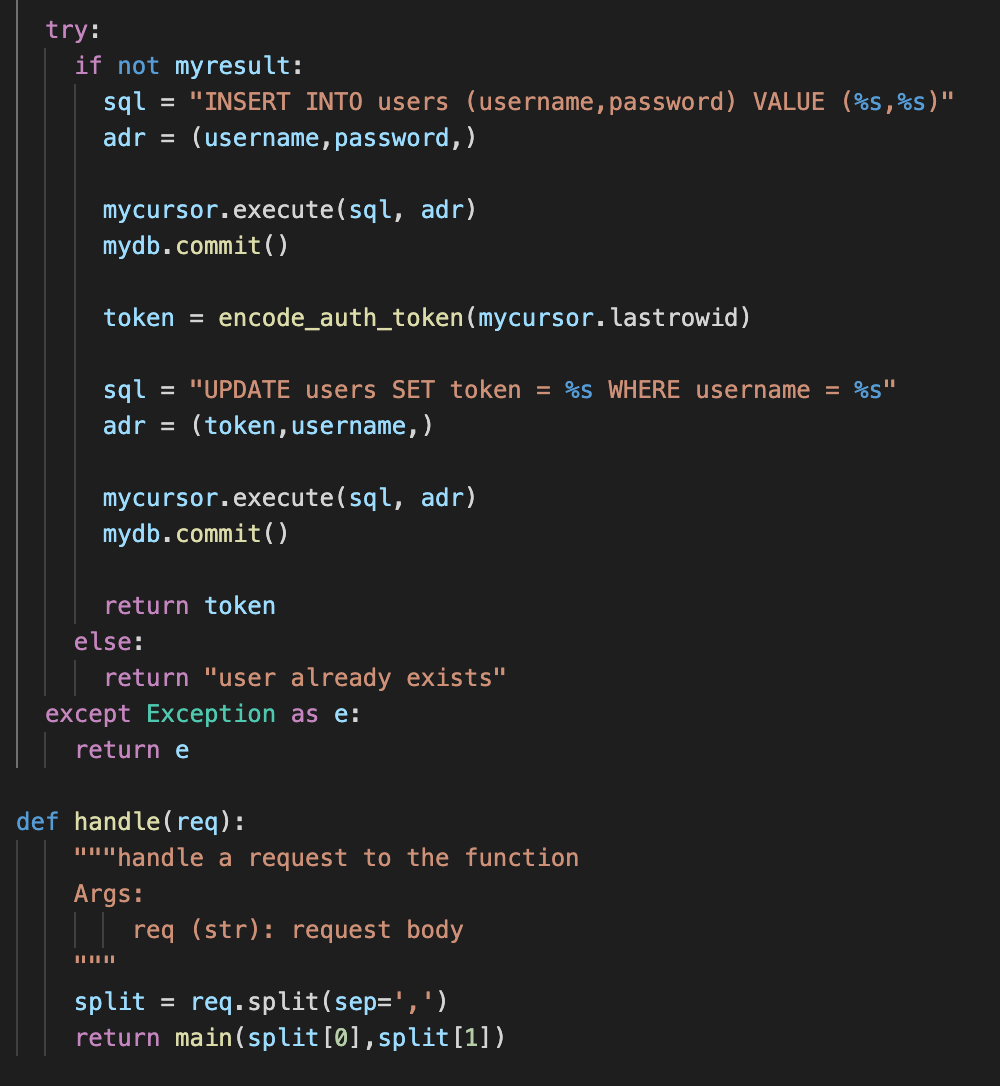 try:
if not myresult:
sql = "INSERT INTO users (username,password) VALUE (%s,%s)"
adr = (username,password,)
mycursor.execute(sql, adr)
mydb.commit()
token = encode_auth_token(mycursor.lastrowid)
sql = "UPDATE users SET token = %s WHERE username = %s"
adr = (token,username,)
mycursor.execute(sql, adr)
mydb.commit()
return token
else:
return "user already exists"
except Exception as e:
return e
def handle(req):
"""handle a request to the function
Args:
req (str): request body
"""
split = req.split(sep=',')
return main(split[0],split[1])